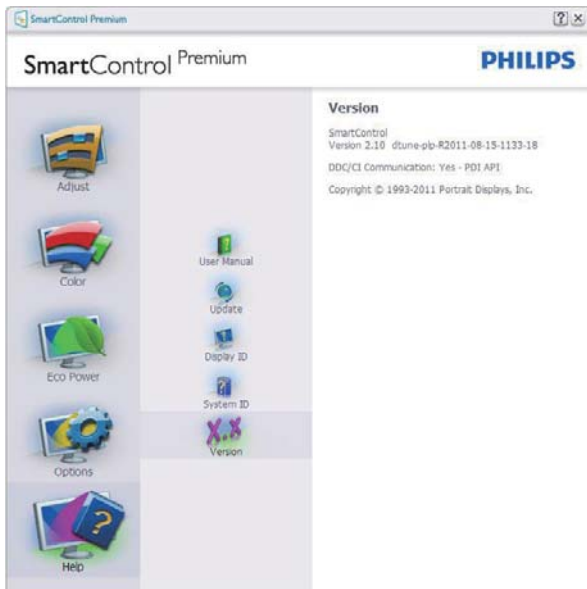 SmartControl Premium
SmartControl Premium
PHILIPS
Adjust
Color
Eco Power
Options
Help
User Manual
Update
Display ID
System ID
Version
Version
SmartControl
Version 2.10 dtune-plp-R2011-08-15-1133-18
DDC/CI Communication: Yes - PDI API
Copyright © 1993-2011 Portrait Displays, Inc.